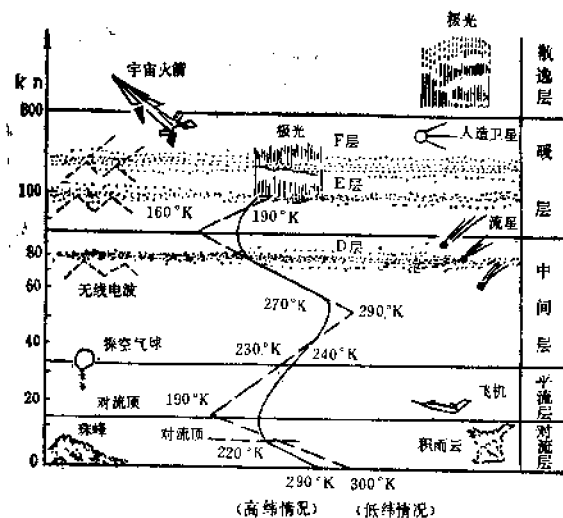 极光
散逸层
kn
宇宙火箭
800
极光
F层
人造卫星
暖层
E层
100
160°K
190°K
流星
D层
80
中间层
无线电波
60
270°K
290°K
40
探空气球
230°K
240°K
平流层
20
190°K
飞机
对流顶
对流层
珠峰
对流顶
积雨云
220°K
0
290°K
300°K
（高纬情况）
（低纬情况）